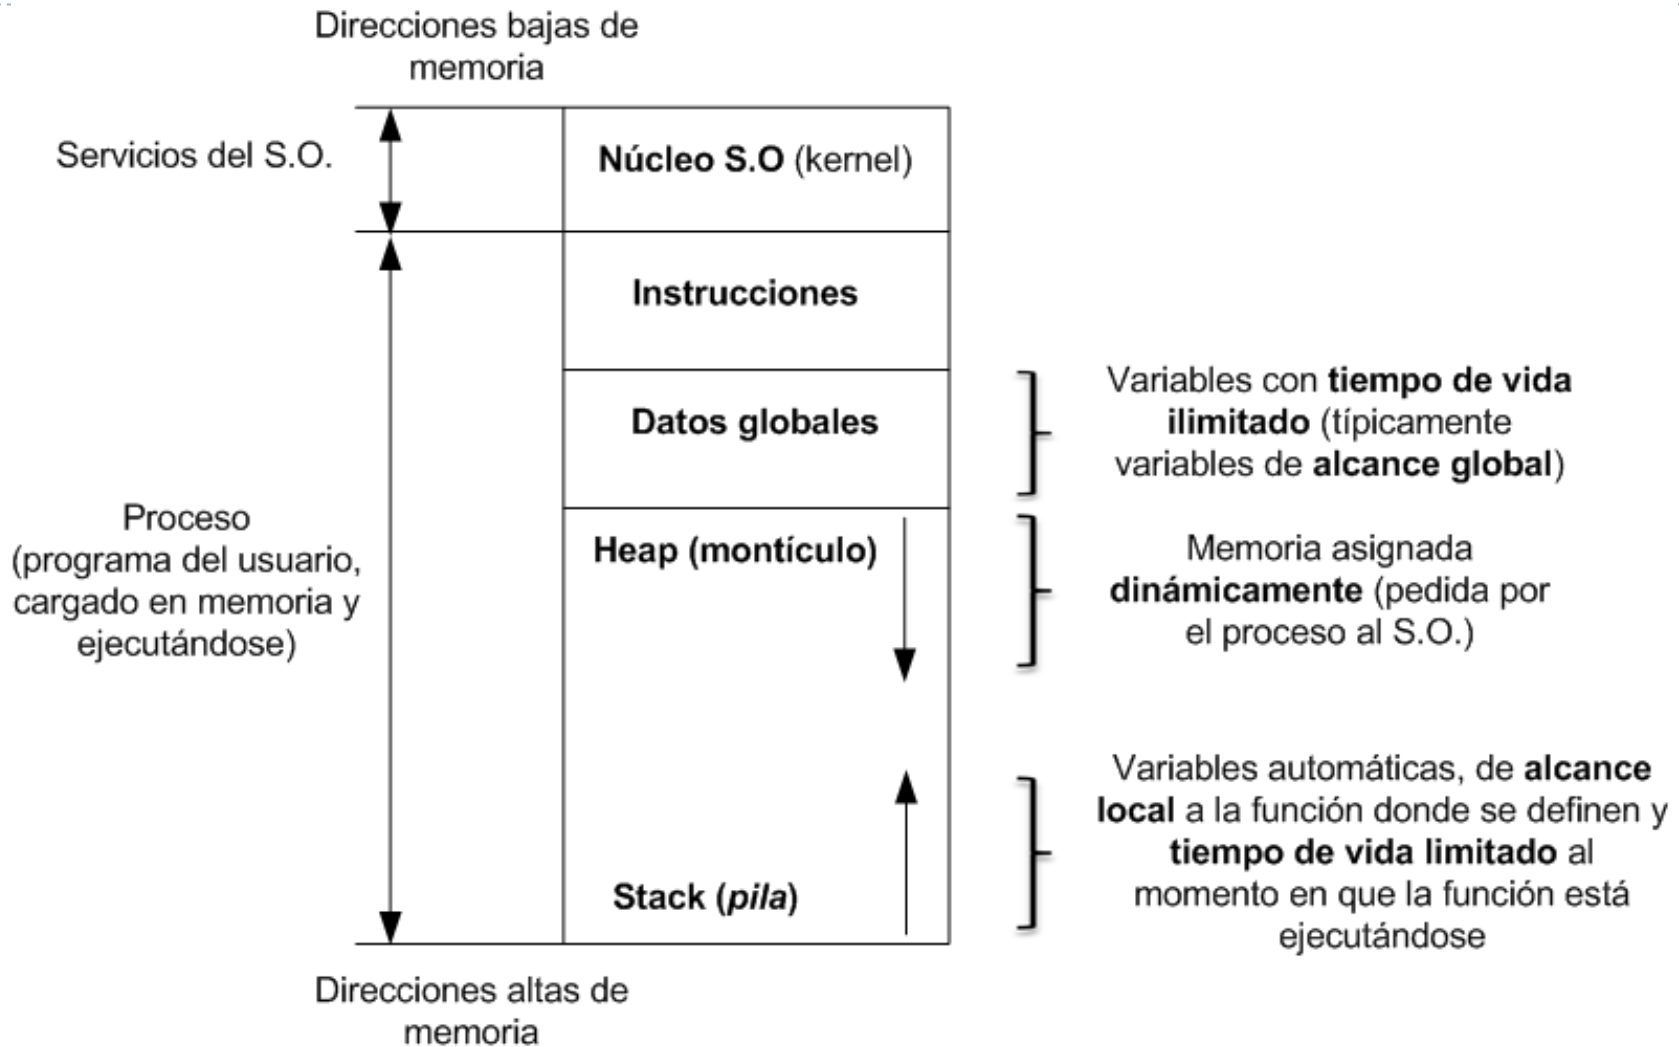 Direcciones bajas de
memoria
Servicios del S.O.
Núcleo S.O (kernel)
Instrucciones
Datos globales
Variables con tiempo de vida
ilimitado (típicamente
variables de alcance global)
Proceso
(programa del usuario,
cargado en memoria y
ejecutándose)
Heap (montículo)
Memoria asignada
dinámicamente (pedida por
el proceso al S.O.)
Stack (pila)
Variables automáticas, de alcance
local a la función donde se definen y
tiempo de vida limitado al
momento en que la función está
ejecutándose
Direcciones altas de
memoria